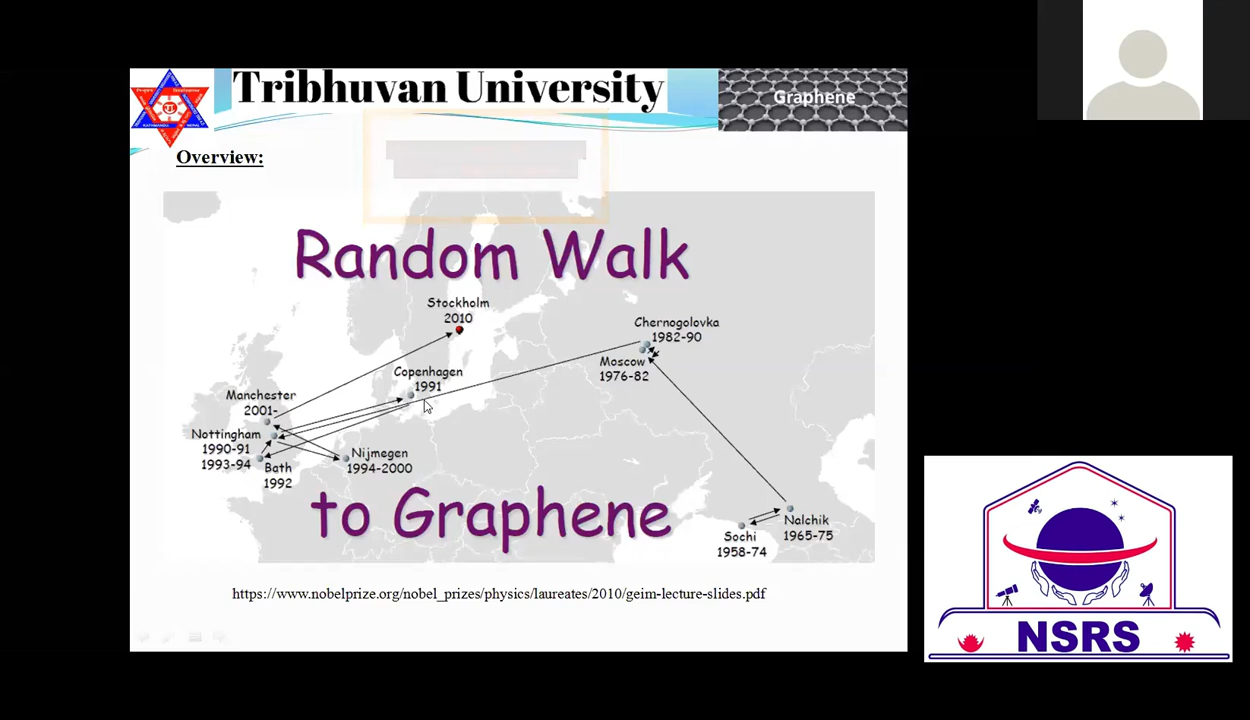 Tribhuvan University
Graphene
Overview:
Random Walk
Stockholm
2010
Chernogolovka
1982-90
Moscow
1976-82
Copenhagen
1991
Manchester
2001-
Nottingham
1990-91
1993-94
Bath
1992
Nijmegen
1994-2000
to Graphene
Nalchik
1965-75
Sochi
1958-74
https://www.nobelprize.org/nobel_prizes/physics/laureates/2010/geim-lecture-slides.pdf
NSRS